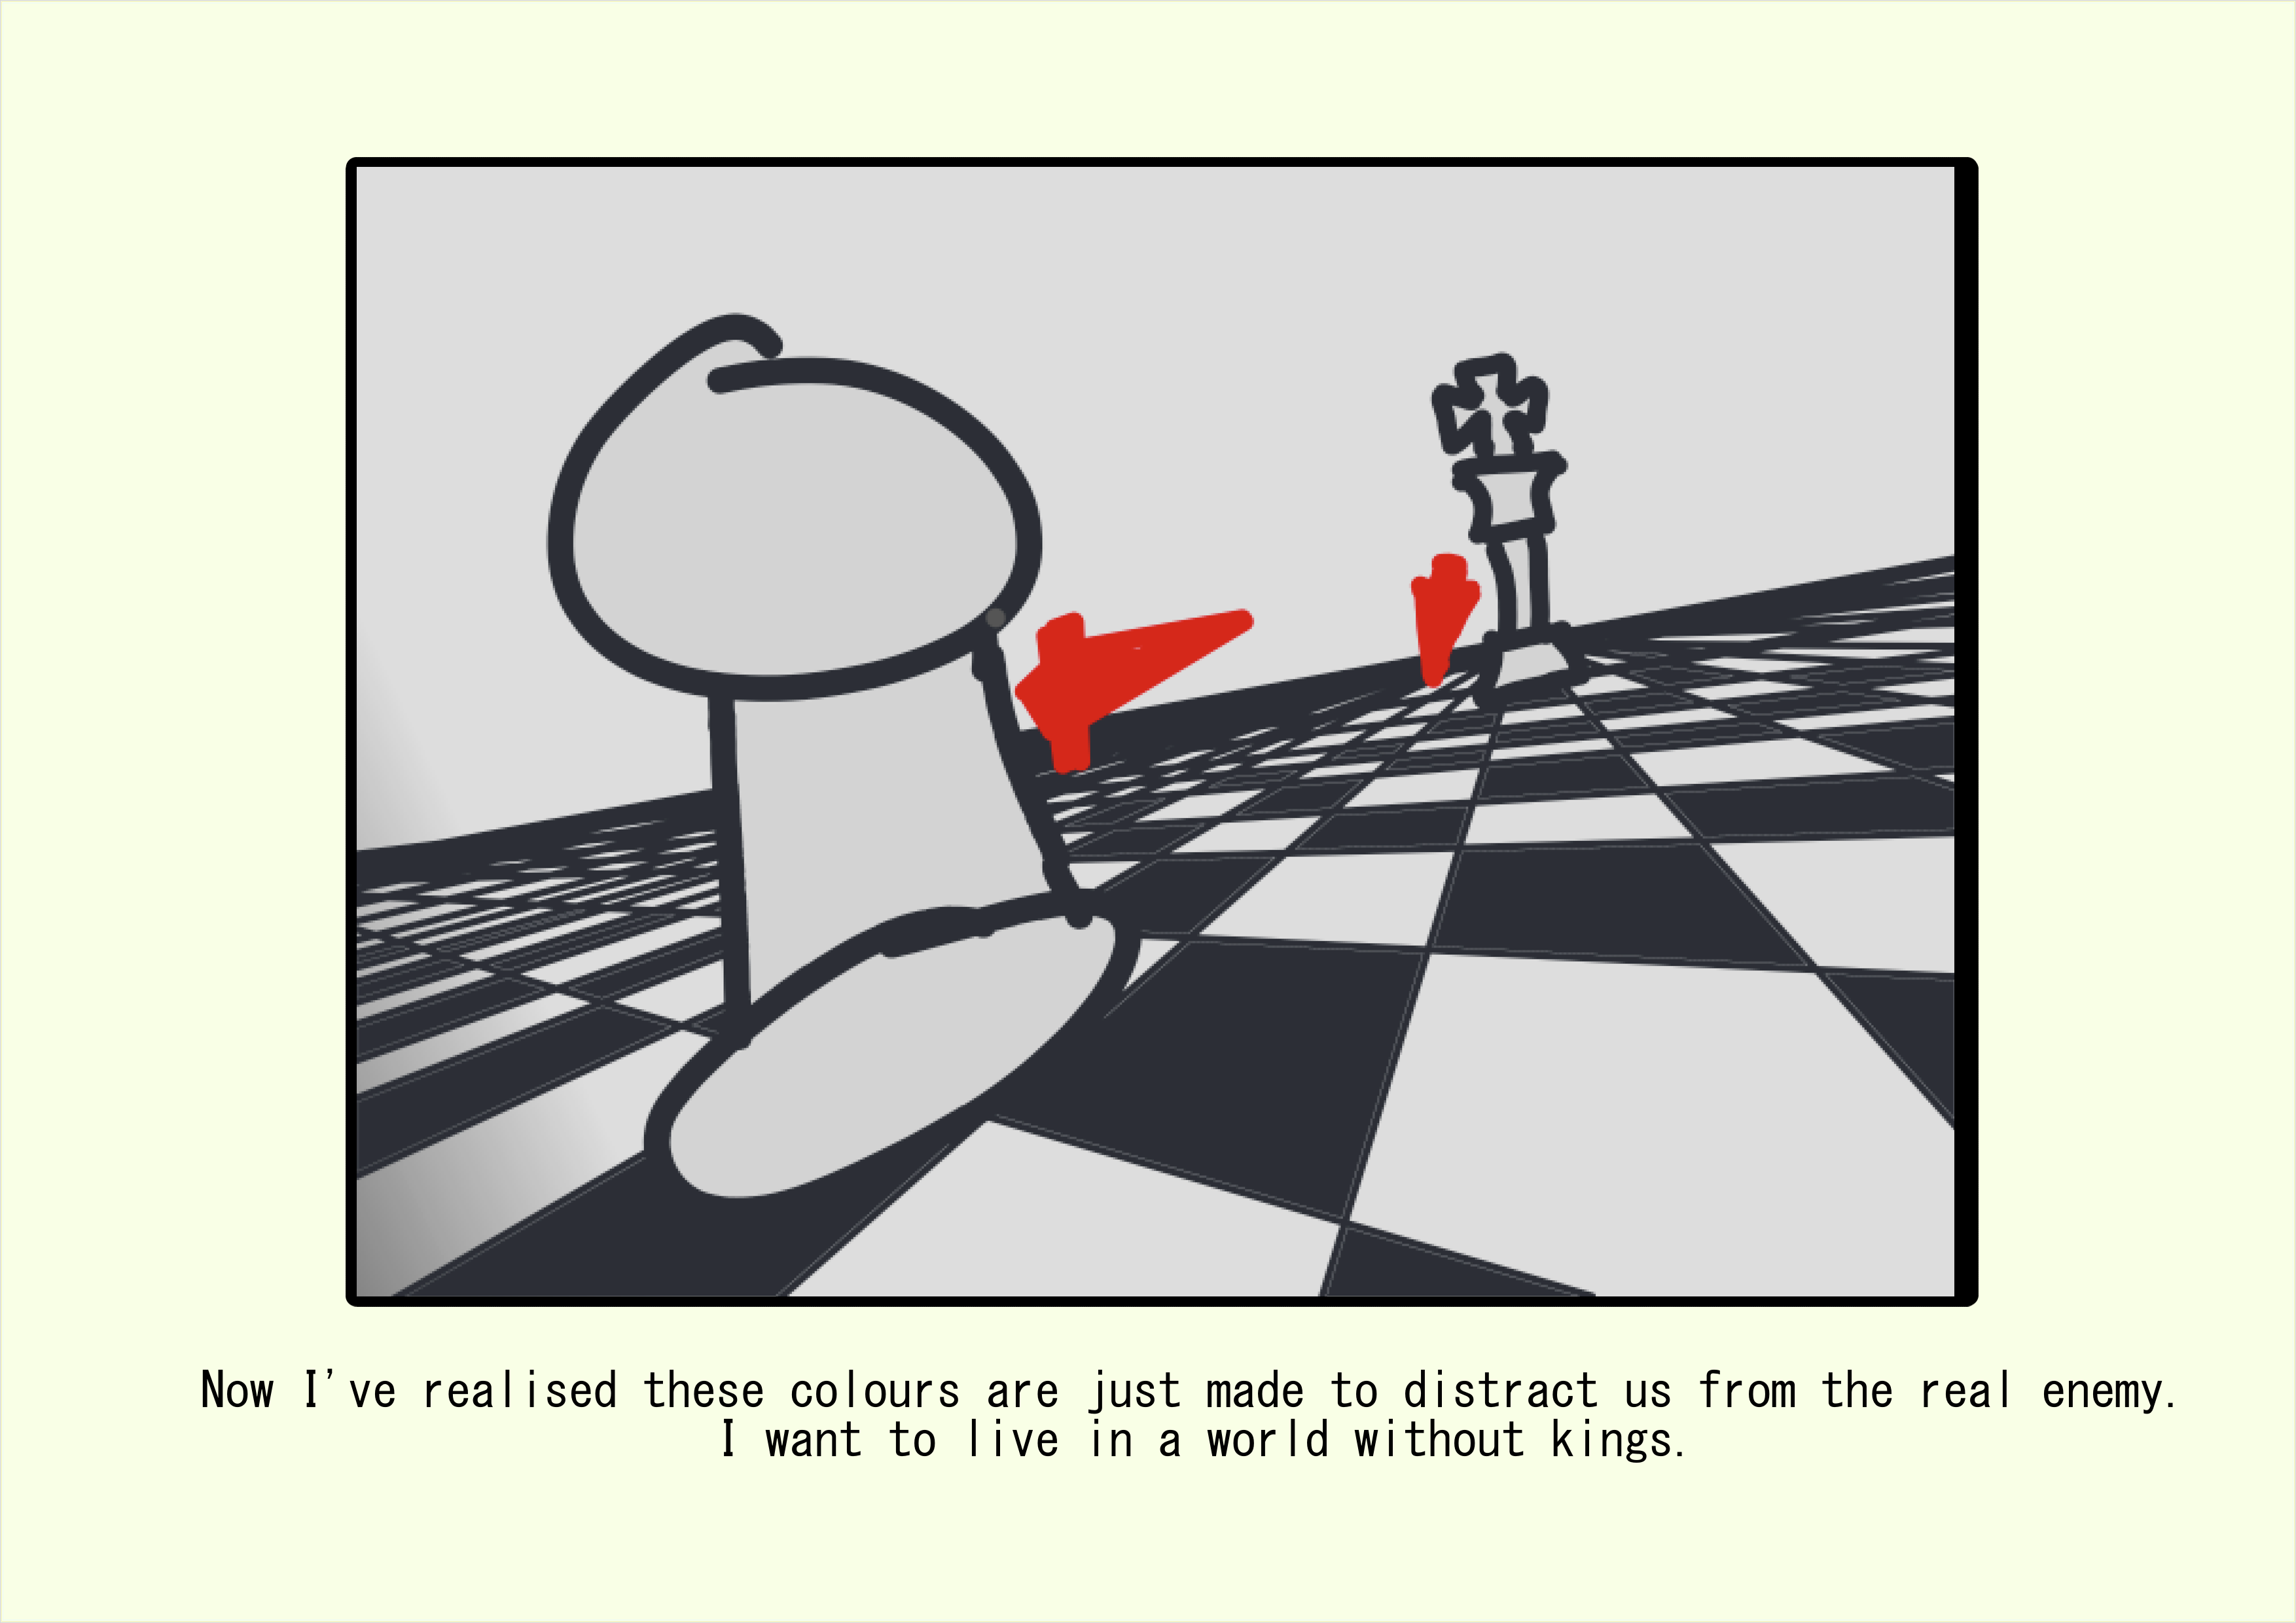 Now I've realised these colours are just made to distract us from the real enemy.
I want to live in a world without kings.